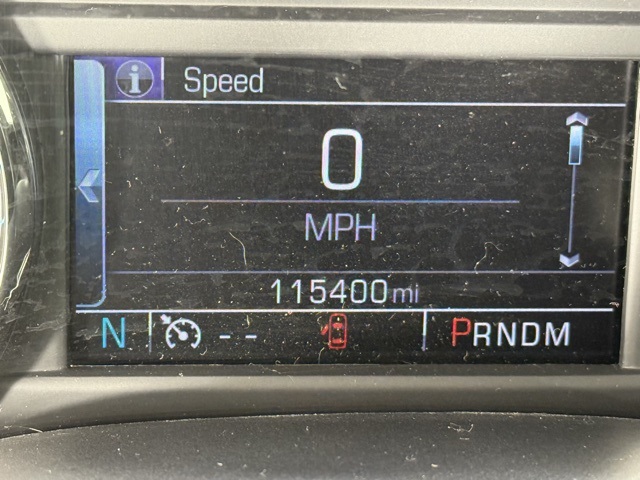 Speed
0
MPH
115400mi
N -- PRNDM